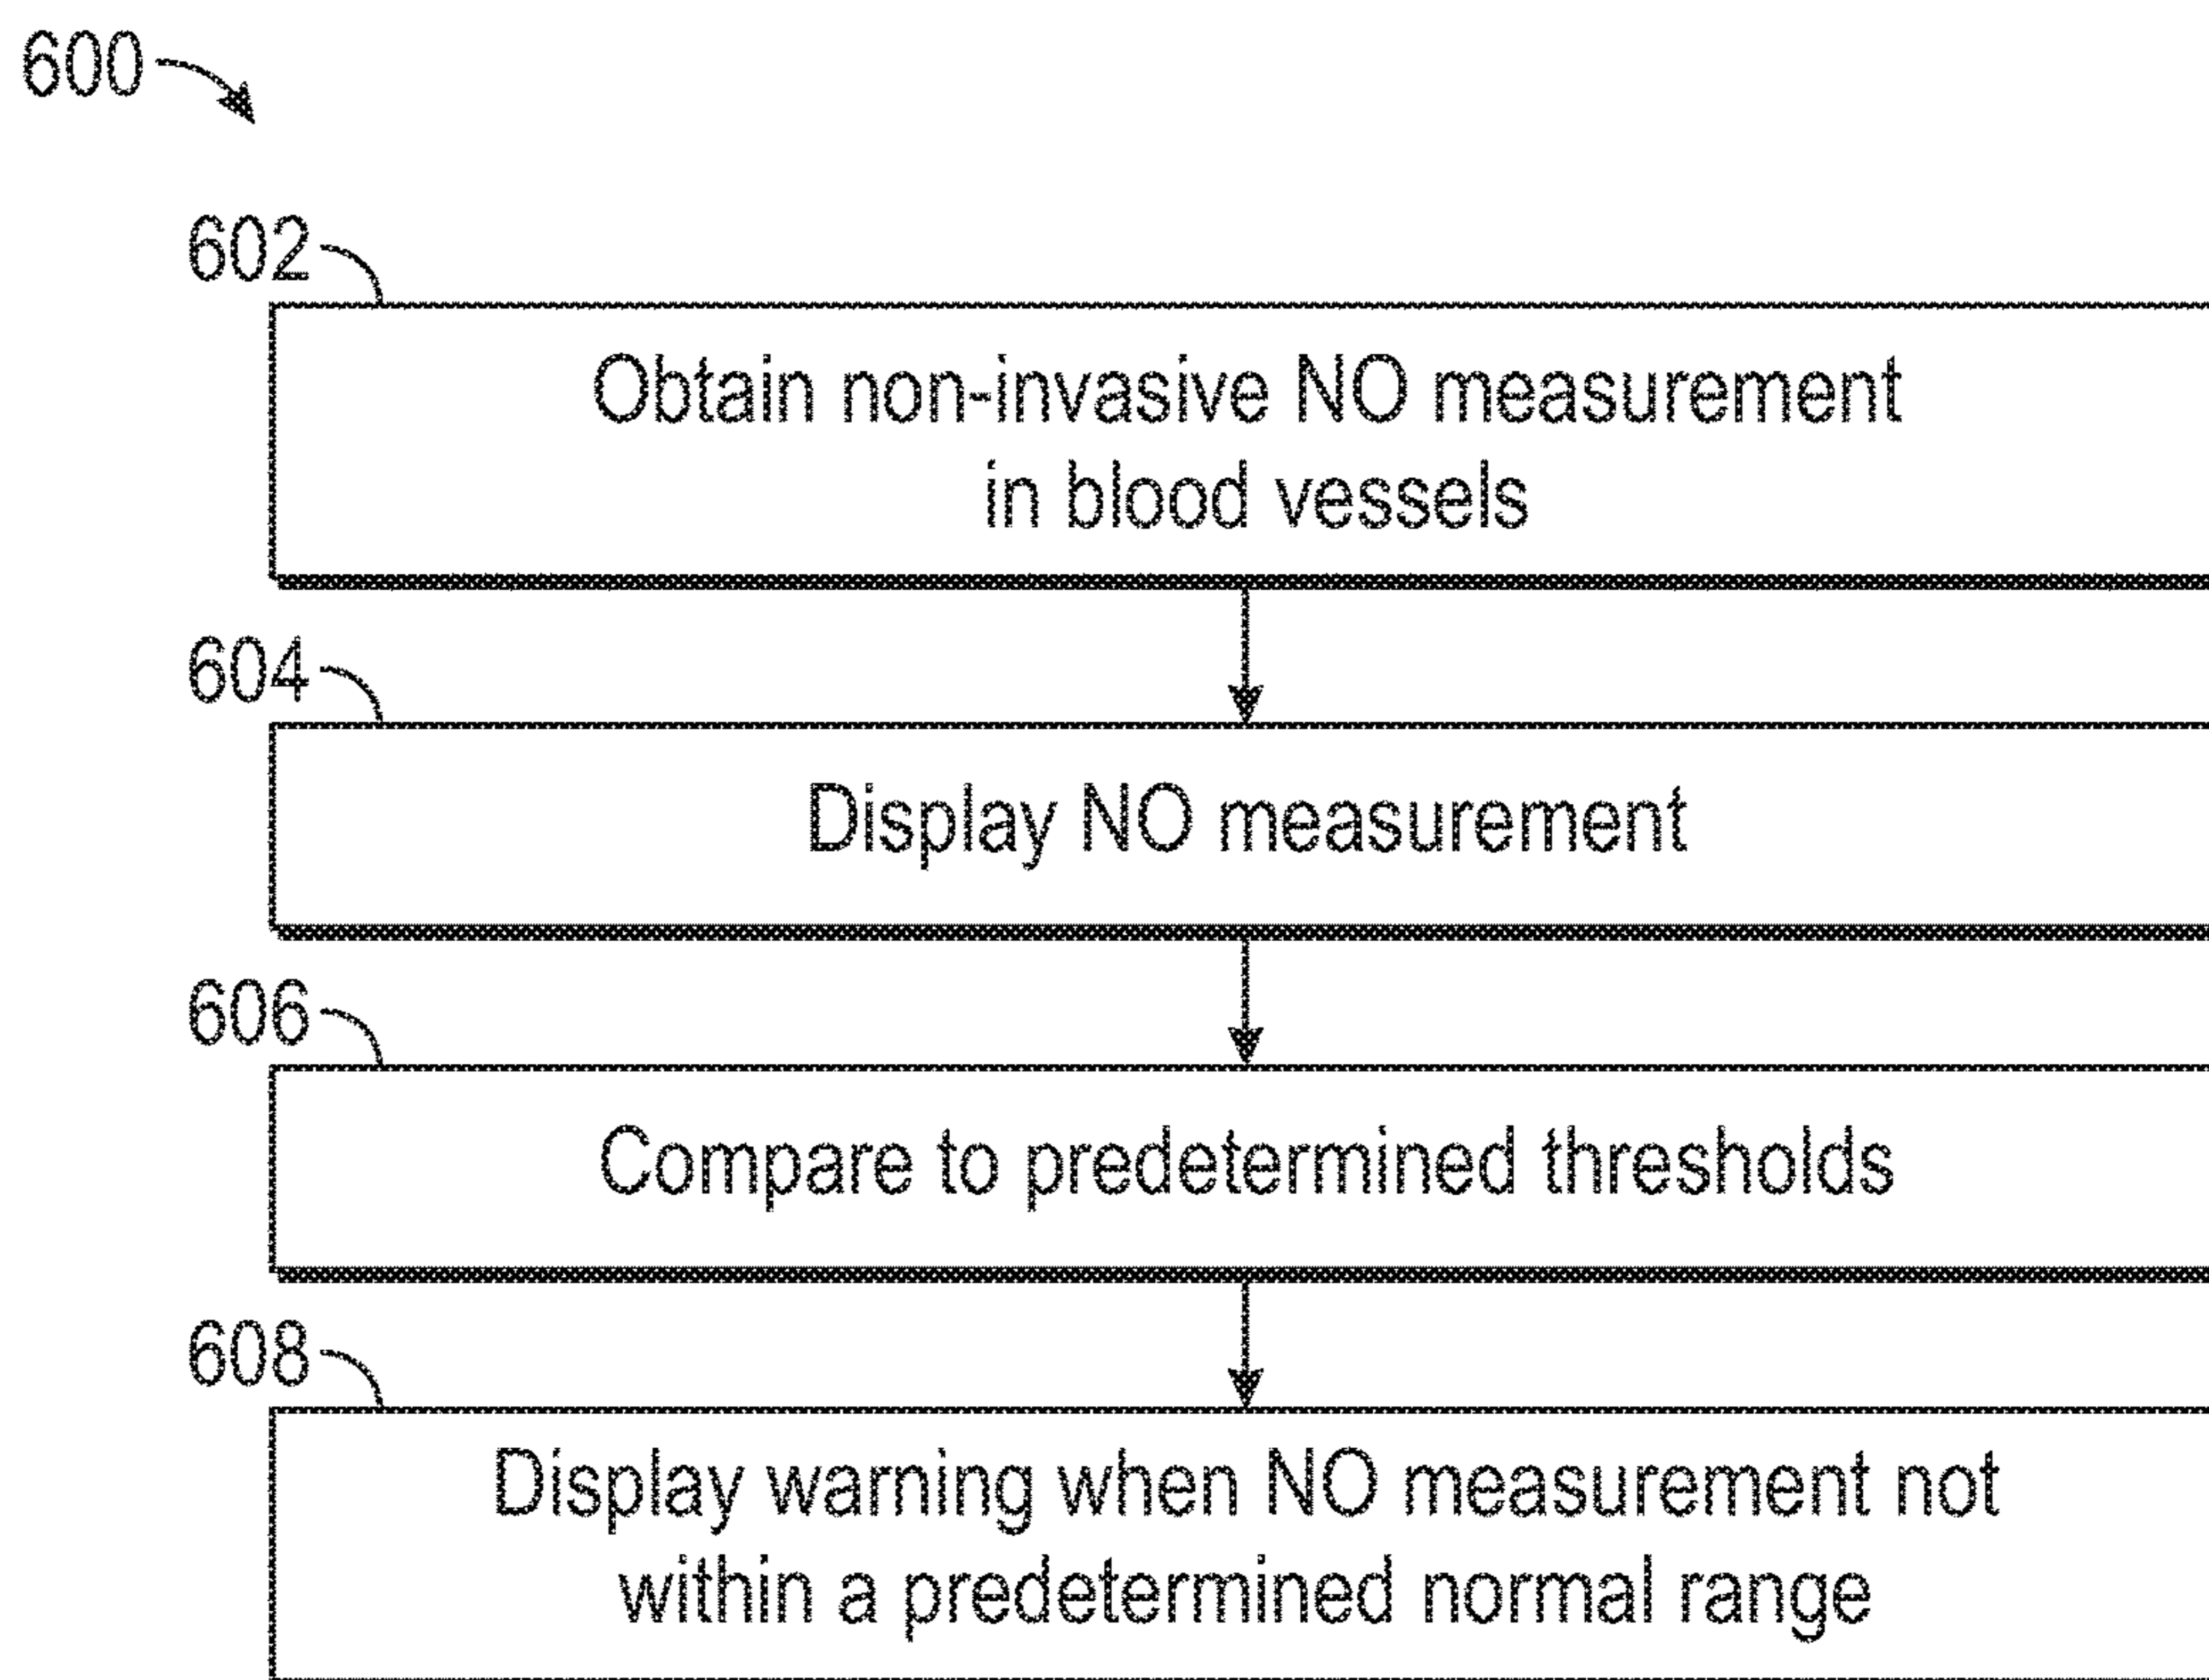 600
602
Obtain non-invasive NO measurement
in blood vessels
604
Display NO measurement
606
Compare to predetermined thresholds
608
Display warning when NO measurement not
within a predetermined normal range